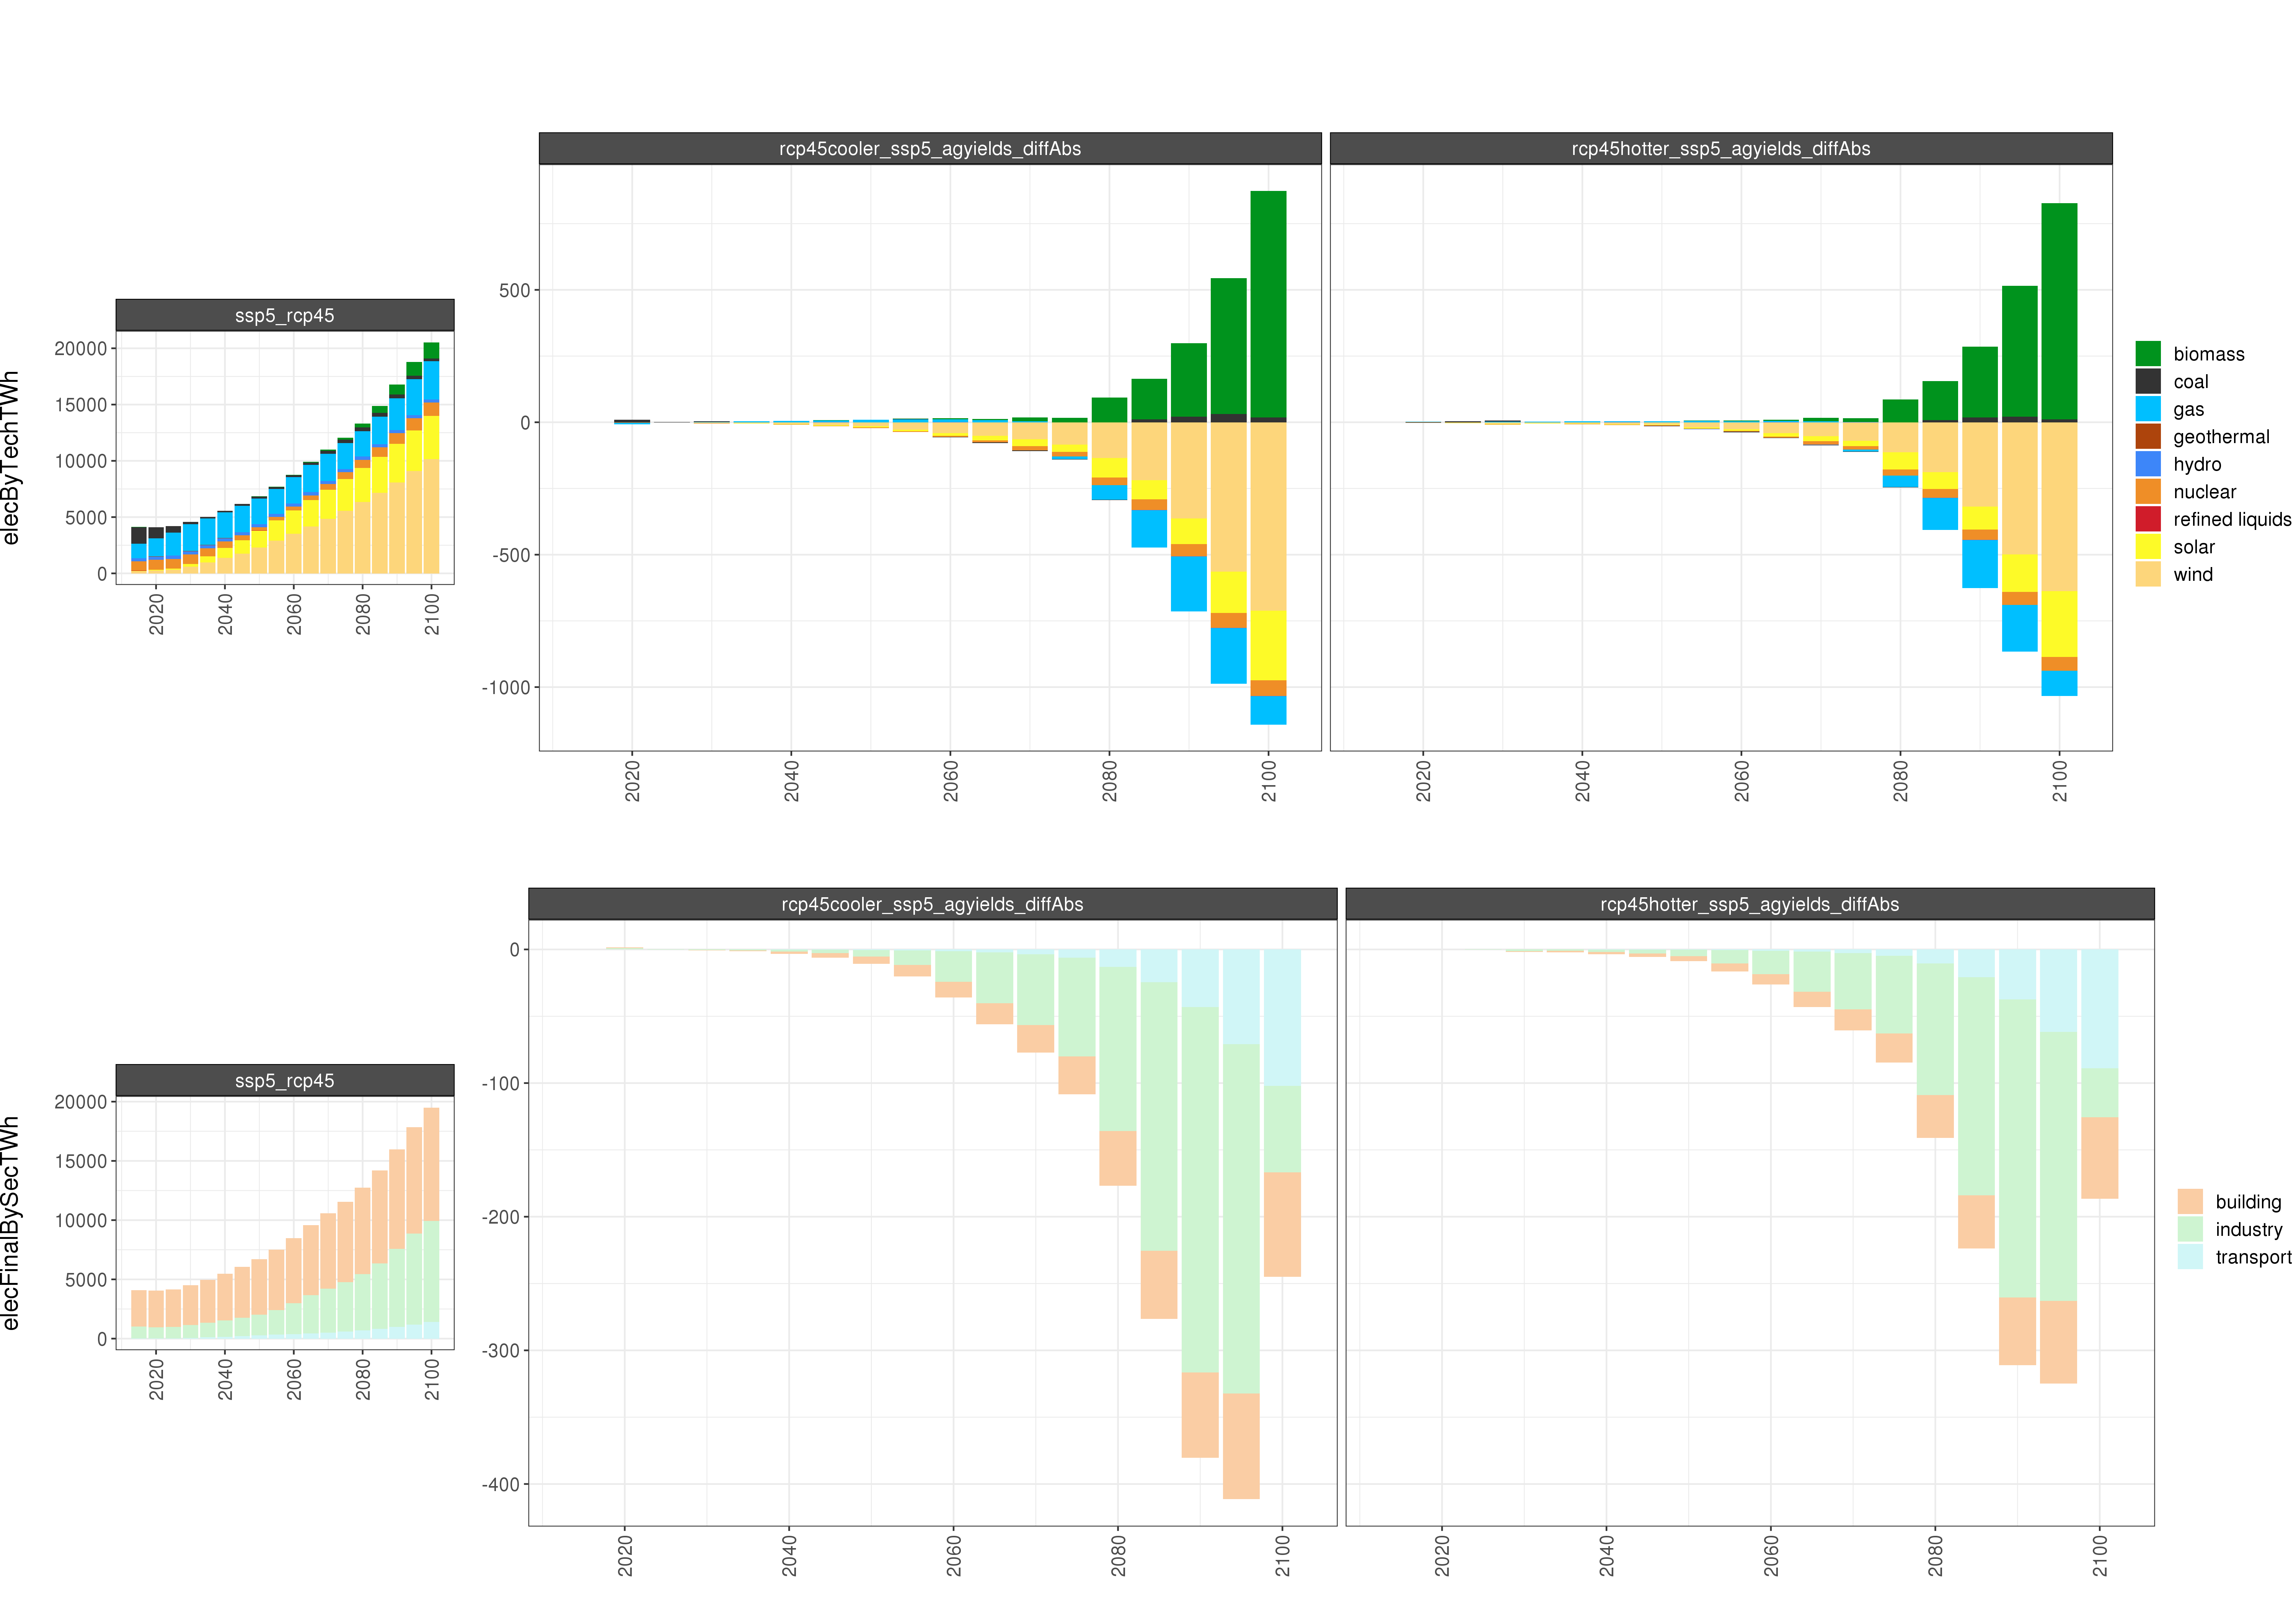 rcp45cooler_ssp5_agyields_diffAbs
rcp45hotter_ssp5_agyields_diffAbs
ssp5_rcp45
elecByTechTWh
20000
15000
10000
5000
0
2020
2040
2060
2080
2100
500
0
-500
-1000
2020
2040
2060
2080
2100
2020
2040
2060
2080
2100
biomass
coal
gas
geothermal
hydro
nuclear
refined liquids
solar
wind
rcp45cooler_ssp5_agyields_diffAbs
rcp45hotter_ssp5_agyields_diffAbs
ssp5_rcp45
elecFinalBySecTWh
20000
15000
10000
5000
0
2020
2040
2060
2080
2100
0
-100
-200
-300
-400
2020
2040
2060
2080
2100
2020
2040
2060
2080
2100
building
industry
transport